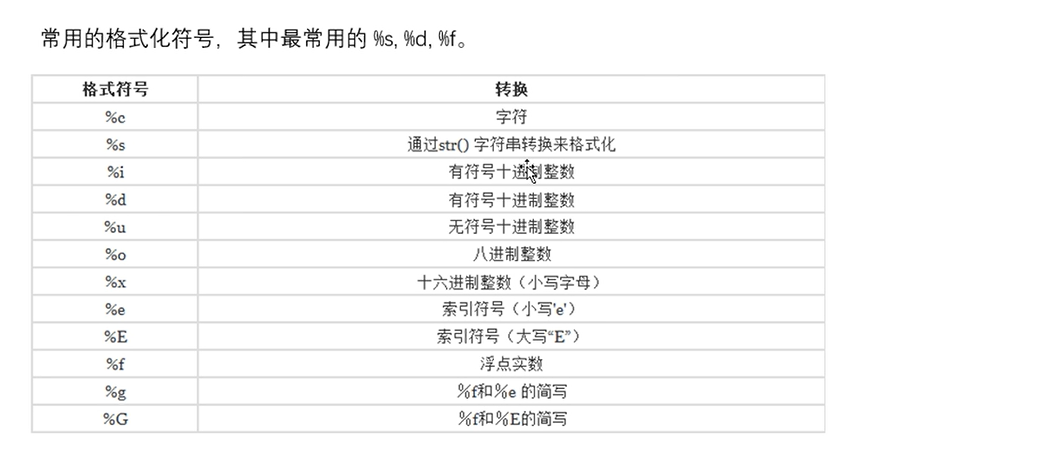 常用的格式化符号，其中最常用的 %s, %d, %f。
格式符号 转换
%c 字符
%s 通过str() 字符串转换来格式化
%i 有符号十进制整数
%d 有符号十进制整数
%u 无符号十进制整数
%o 八进制整数
%x 十六进制整数（小写字母）
%e 索引符号（小写'e'）
%E 索引符号（大写“E”）
%f 浮点实数
%g %f和%e 的简写
%G %f和%E的简写